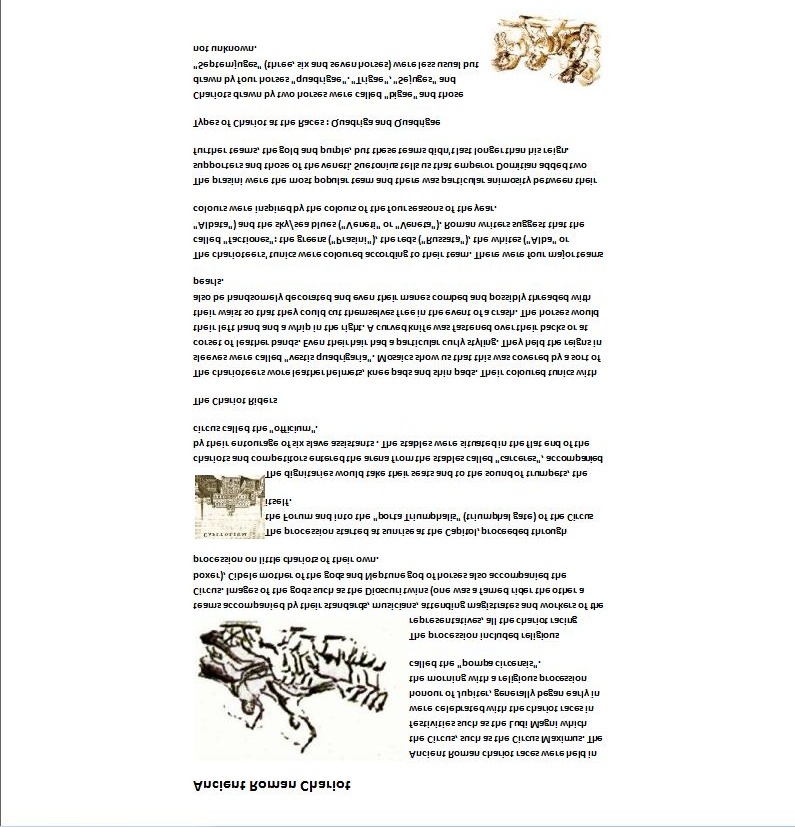 Ancient Roman Chariot
Ancient Roman chariot races were held in
the Circus, such as the Circus Maximus. The
festivities such as the Ludi Magni which
were celebrated with the chariot races in
honour of Jupiter, generally began early in
the morning with a religious procession
called the "pompa circensis".
The procession included religious
representatives, all the chariot racing
teams accompanied by their standards, musicians, attending magistrates and workers of the
Circus. Images of the gods such as the Dioscuri twins (one was a famed rider the other a
boxer), Cibele mother of the gods and Neptune god of horses also accompanied the
procession on little chariots of their own.
The procession started at sunrise at the Capitol, proceeded through
the Forum and into the "porta Triumphalis" (triumphal gate) of the Circus
itself.
CAPITOLIUM
The dignitaries would take their seats and to the sound of trumpets, the
chariots and competitors entered the arena from the stables called "carceres", accompanied
by their entourage of six slave assistants . The stables were situated in the flat end of the
circus called the "officium".
The Chariot Riders
The charioteers wore leather helmets, knee pads and shin pads. Their coloured tunics with
sleeves were called "vestis quadrigaria". Mosaics show us that this was covered by a sort of
corset of leather bands. Even their hair had a particular curly styling. They held the reigns in
their left hand and a whip in the right. A curved knife was fastened over their backs or at
their waist so that they could cut themselves free in the event of a crash. The horses would
also be handsomely decorated and even their manes combed and possibly threaded with
pearls.
The charioteers' tunics were coloured according to their team. There were four major teams
called "factiones": the greens ("Prasini"), the reds ("Russata"), the whites ("Alba" or
"Albata") and the sky/sea blues ("Veneti" or "Veneta"). Roman writers suggest that the
colours were inspired by the colours of the four seasons of the year.
The prasini were the most popular team and there was particular animosity between their
supporters and those of the veneti. Suetonius tells us that emperor Domitian added two
further teams, the gold and purple, but these teams didn't last longer than his reign.
Types of Chariot at the Races : Quadriga and Quadrigae
Chariots drawn by two horses were called "bigae" and those
drawn by four horses "quadrigae". "Trigae", "Sejuges" and
"Septemjuges" (three, six and seven horses) were less usual but
not unknown.